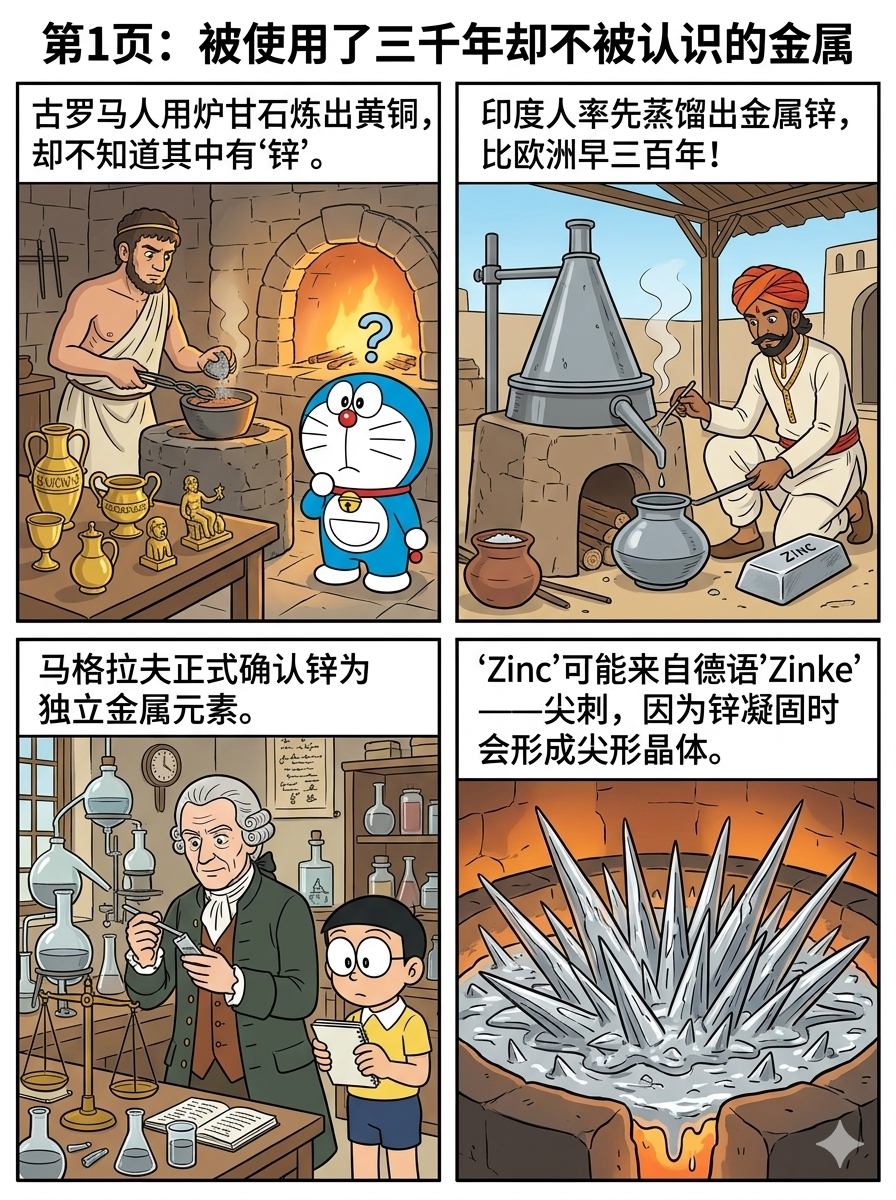 第1页：被使用了三千年却不被认识的金属
古罗马人用炉甘石炼出黄铜，
却不知道其中有‘锌’。
印度人率先蒸馏出金属锌，
比欧洲早三百年！
ZINC
马格拉夫正式确认锌为
独立金属元素。
‘Zinc’可能来自德语’Zinke’
——尖刺，因为锌凝固时
会形成尖形晶体。